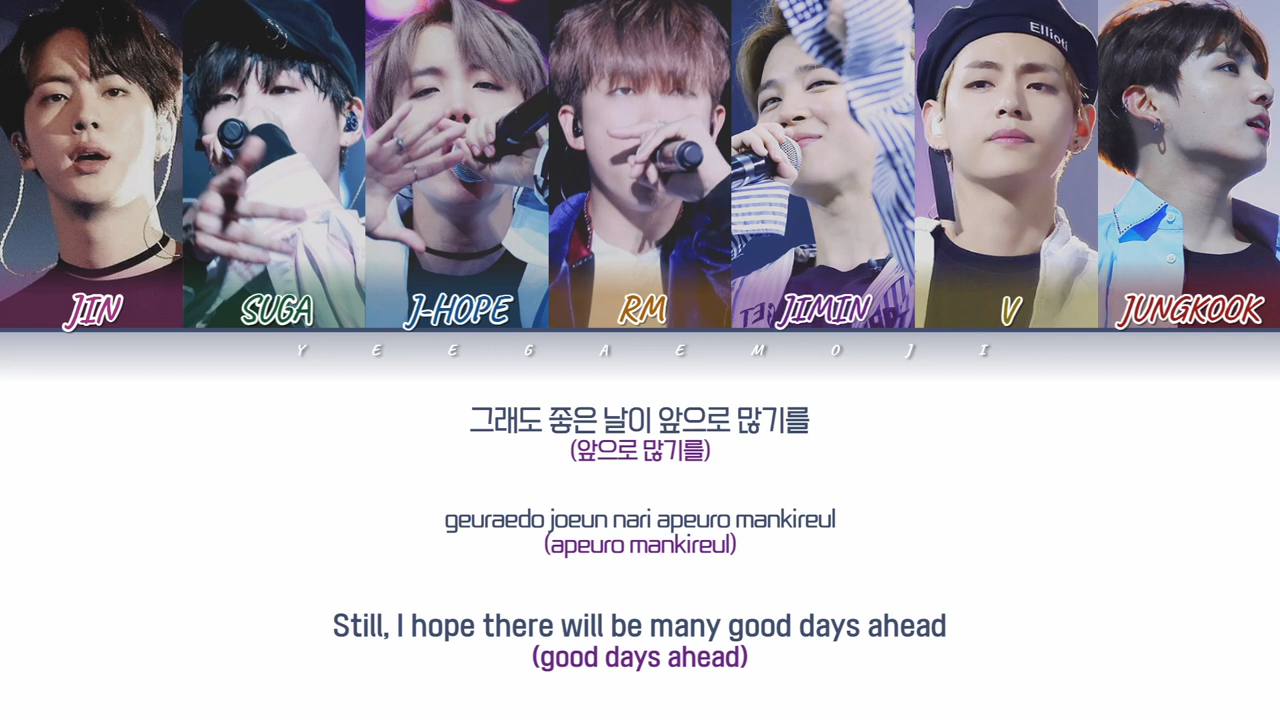 Elliott
JIN
SUGA
J-HOPE
RM
JIMIN
V
JUNGKOOK
Y E E G A E M O J I
그래도 좋은 날이 앞으로 많기를
(앞으로 많기를)
geuraedo joeun nari apeuro mankireul
(apeuro mankireul)
Still, I hope there will be many good days ahead
(good days ahead)